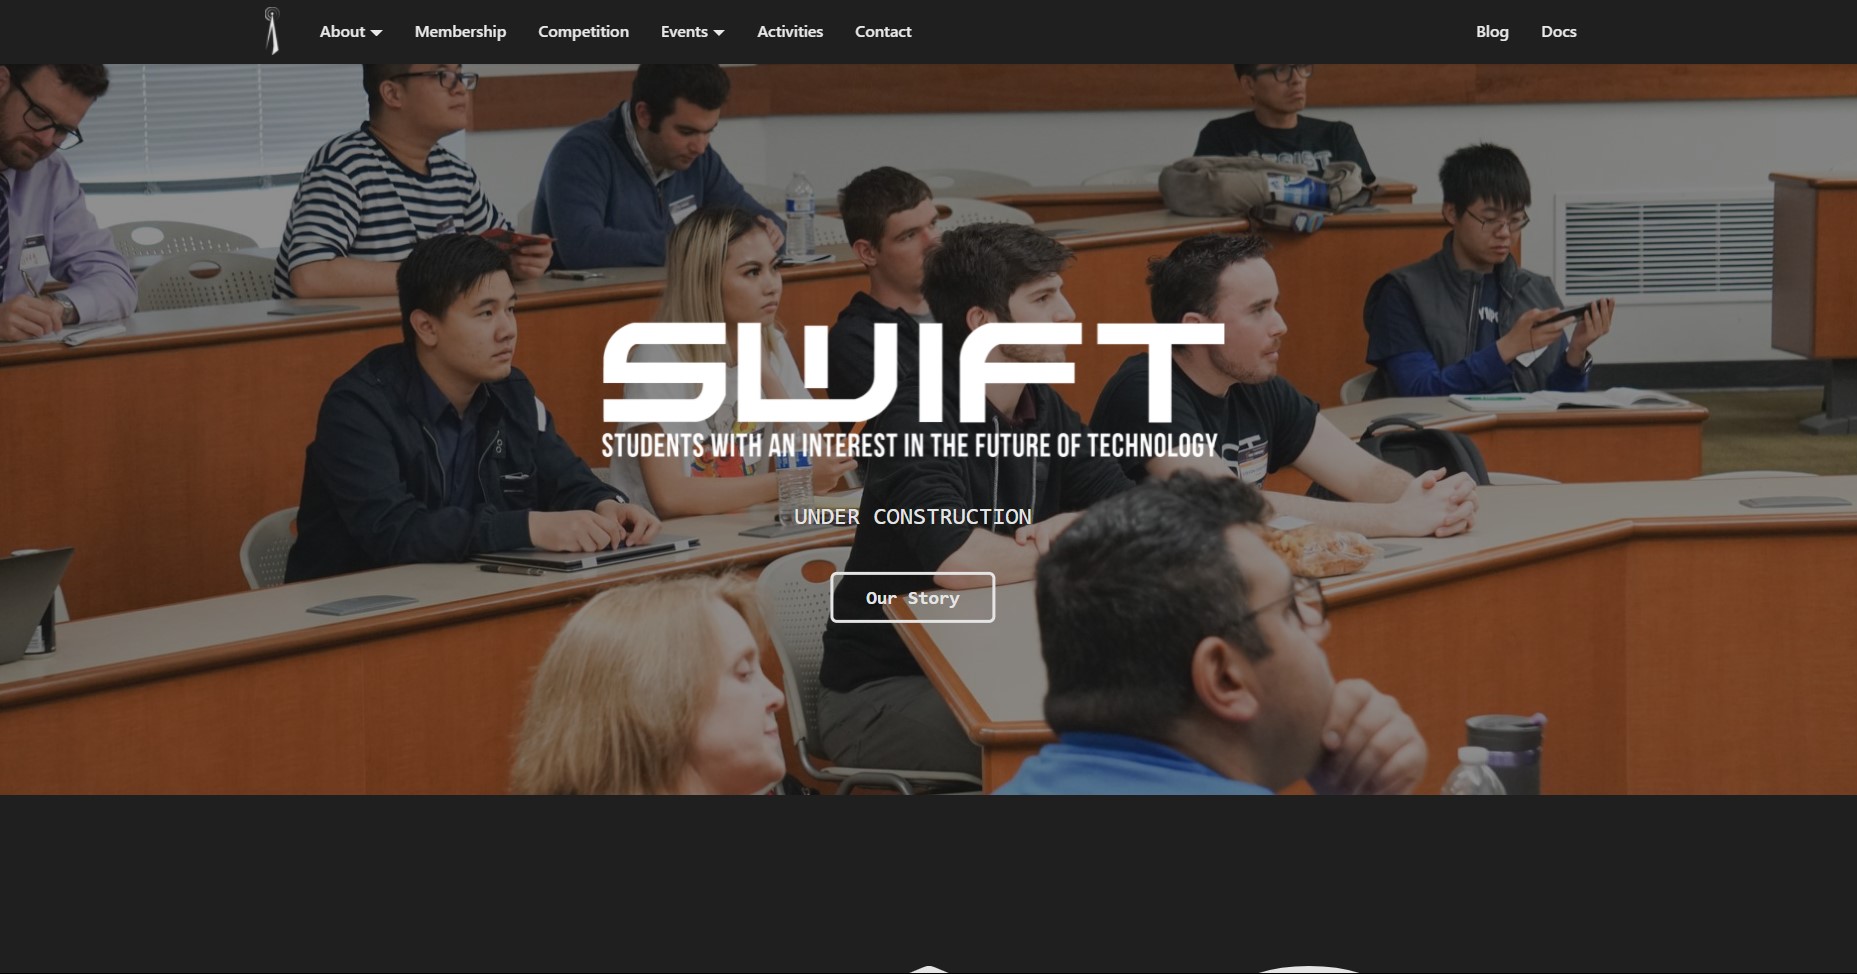 About Membership Competition Events Activities Contact Blog Docs
SWIFT
STUDENTS WITH AN INTEREST IN THE FUTURE OF TECHNOLOGY
UNDER CONSTRUCTION
Our Story